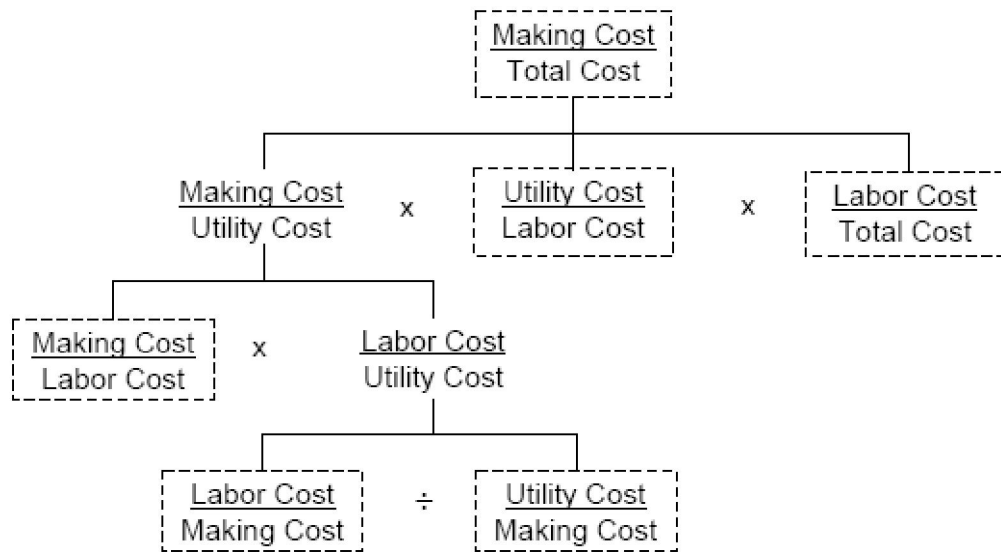 Making Cost
Total Cost
Making Cost x Utility Cost x Labor Cost
Utility Cost Labor Cost Total Cost
Making Cost x Labor Cost
Labor Cost Utility Cost
Labor Cost ÷ Utility Cost
Making Cost Making Cost